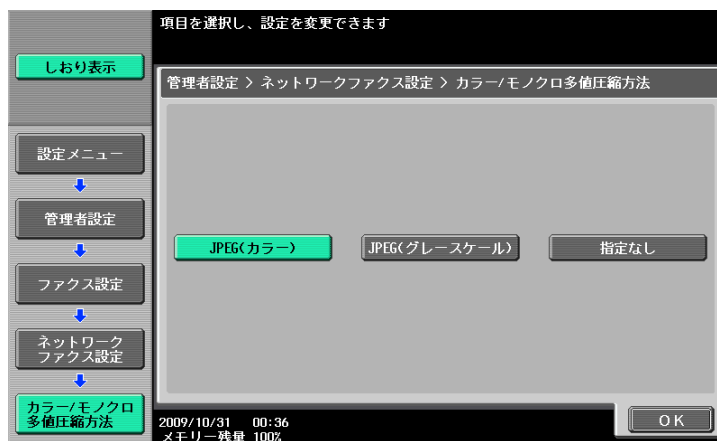 項目を選択し、設定を変更できます
しおり表示
管理者設定 > ネットワークファクス設定 > カラー/モノクロ多値圧縮方法
設定メニュー
管理者設定
ファクス設定
ネットワーク
ファクス設定
カラー/モノクロ
多値圧縮方法
JPEG(カラー)
JPEG(グレースケール)
指定なし
2009/10/31 00:36
メモリー残量 100%
OK